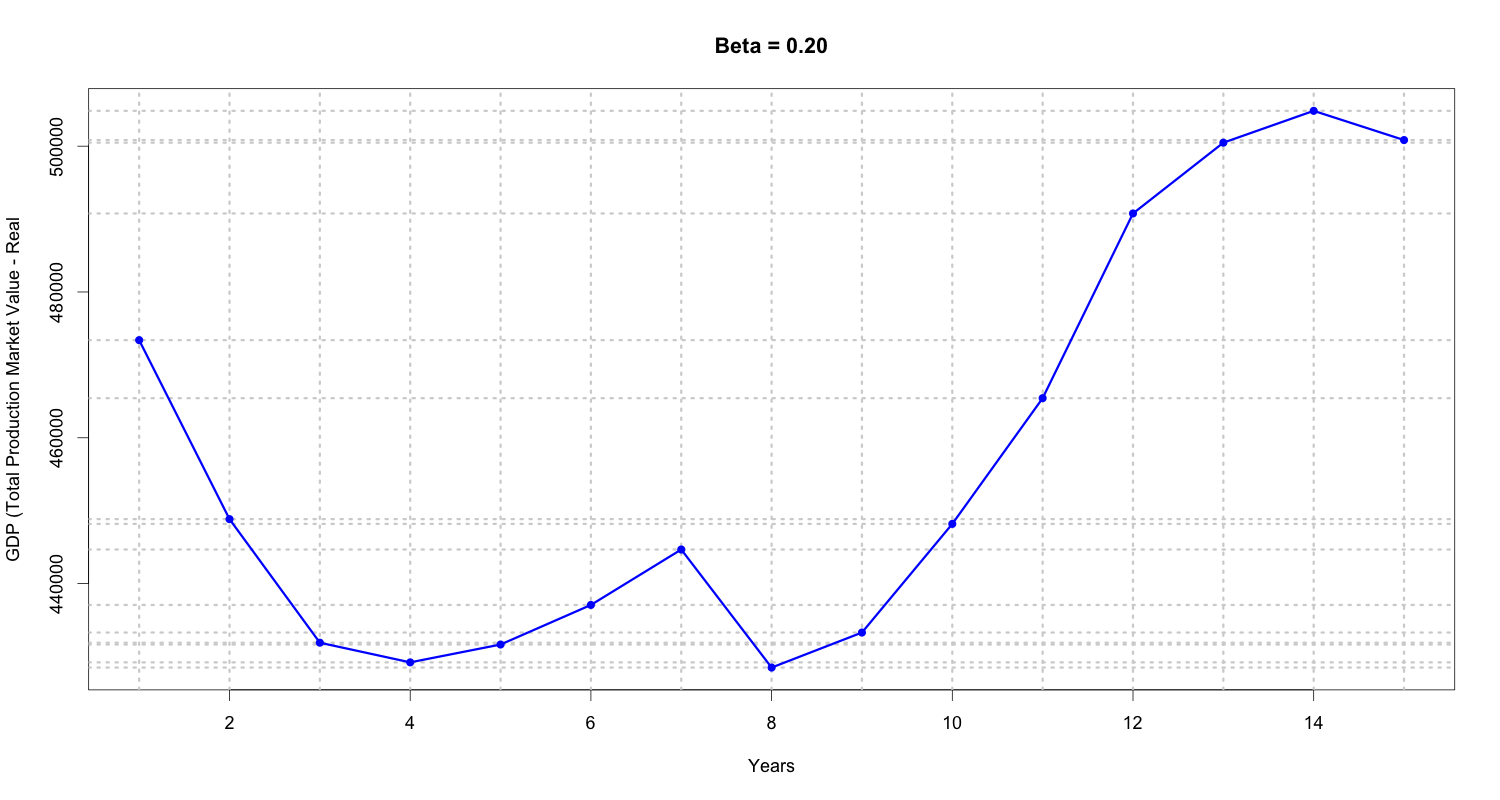 Beta = 0.20
GDP (Total Production Market Value - Real
500000
480000
460000
440000
2 4 6 8 10 12 14
Years